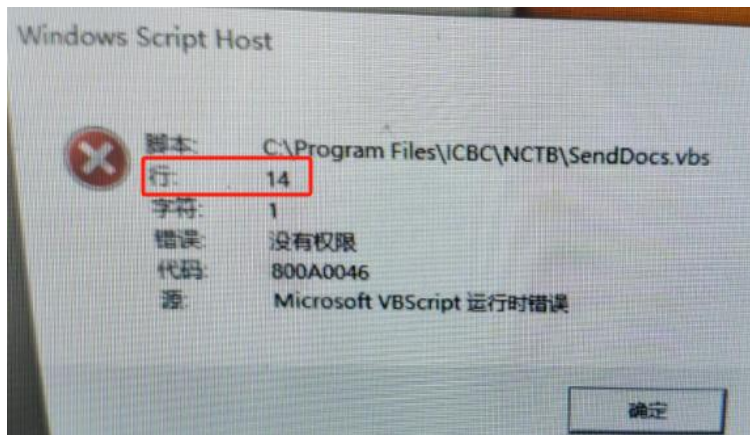 Windows Script Host
脚本: C:\Program Files\ICBC\NCTB\SendDocs.vbs
行: 14
字符: 1
错误: 没有权限
代码: 800A0046
源: Microsoft VBScript 运行时错误
确定